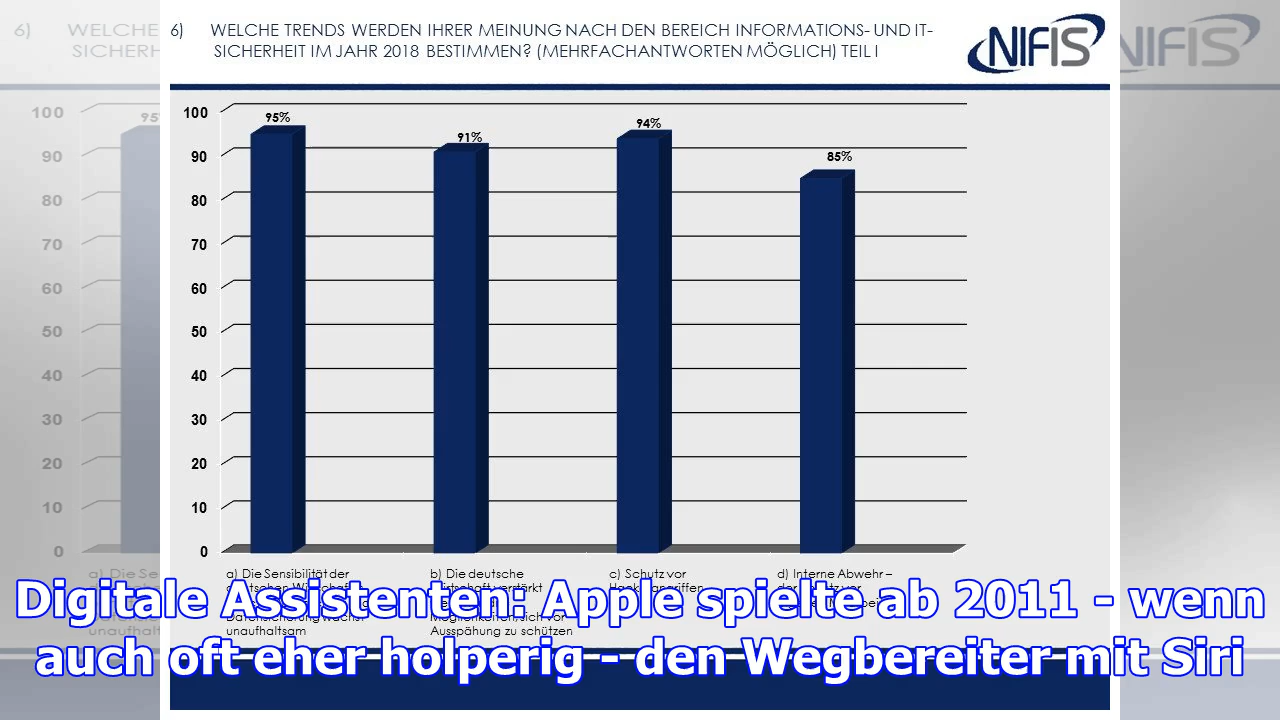 6) WELCHE TRENDS WERDEN IHRER MEINUNG NACH DEN BEREICH INFORMATIONS- UND IT-
SICHERHEIT IM JAHR 2018 BESTIMMEN? (MEHRFACHANTWORTEN MÖGLICH) TEIL I
NIFIS
100
90
80
70
60
50
40
30
20
10
0
95%
91%
94%
85%
a) Die Sensibilität der
unaufhaltsam
b) Die deutsche
Ausspähung zu schützen
c) Schutz vor
d) Interne Abwehr –
Digitale Assistenten: Apple spielte ab 2011 - wenn
auch oft eher holperig - den Wegbereiter mit Siri